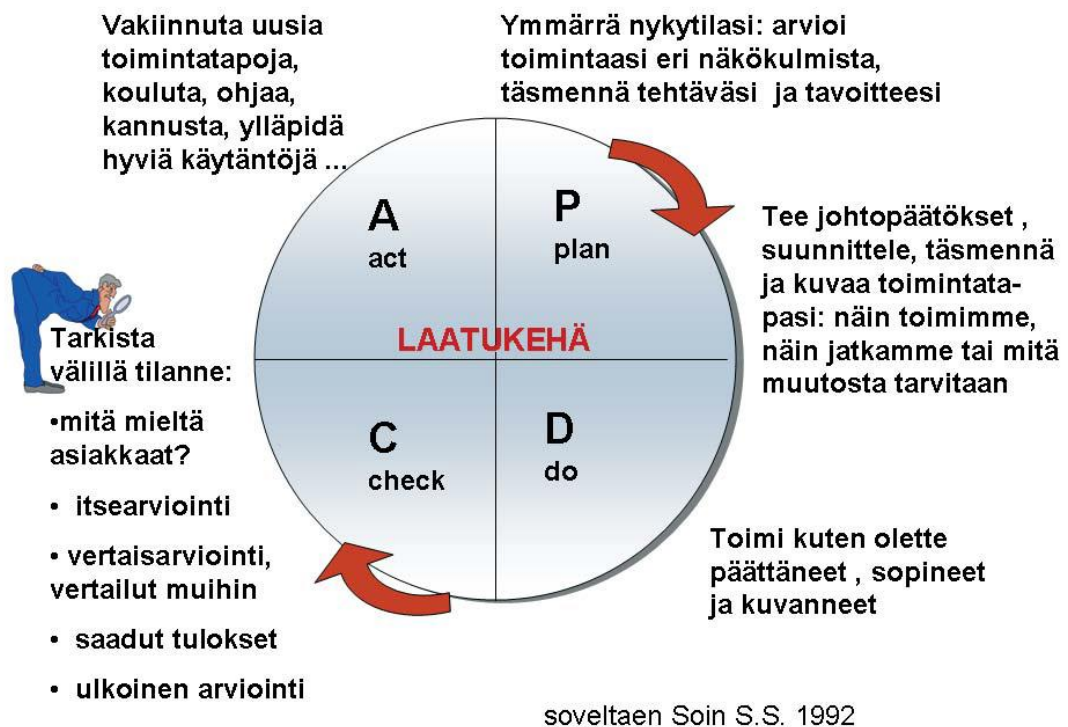 Vakiinnuta uusia
toimintatapoja,
kouluta, ohjaa,
kannusta, ylläpidä
hyviä käytäntöjä ...
Ymmärrä nykytilasi: arvioi
toimintaasi eri näkökulmista,
täsmennä tehtäväsi ja tavoitteesi
A
act
P
plan
Tee johtopäätökset ,
suunnittele, täsmennä
ja kuvaa toimintata-
pasi: näin toimimme,
näin jatkamme tai mitä
muutosta tarvitaan
LAATUKEHÄ
Tarkista
välillä tilanne:
•mitä mieltä
asiakkaat?
• itsearviointi
• vertaisarviointi,
vertailut muihin
• saadut tulokset
• ulkoinen arviointi
C
check
D
do
Toimi kuten olette
päättäneet , sopineet
ja kuvanneet
soveltaen Soin S.S. 1992